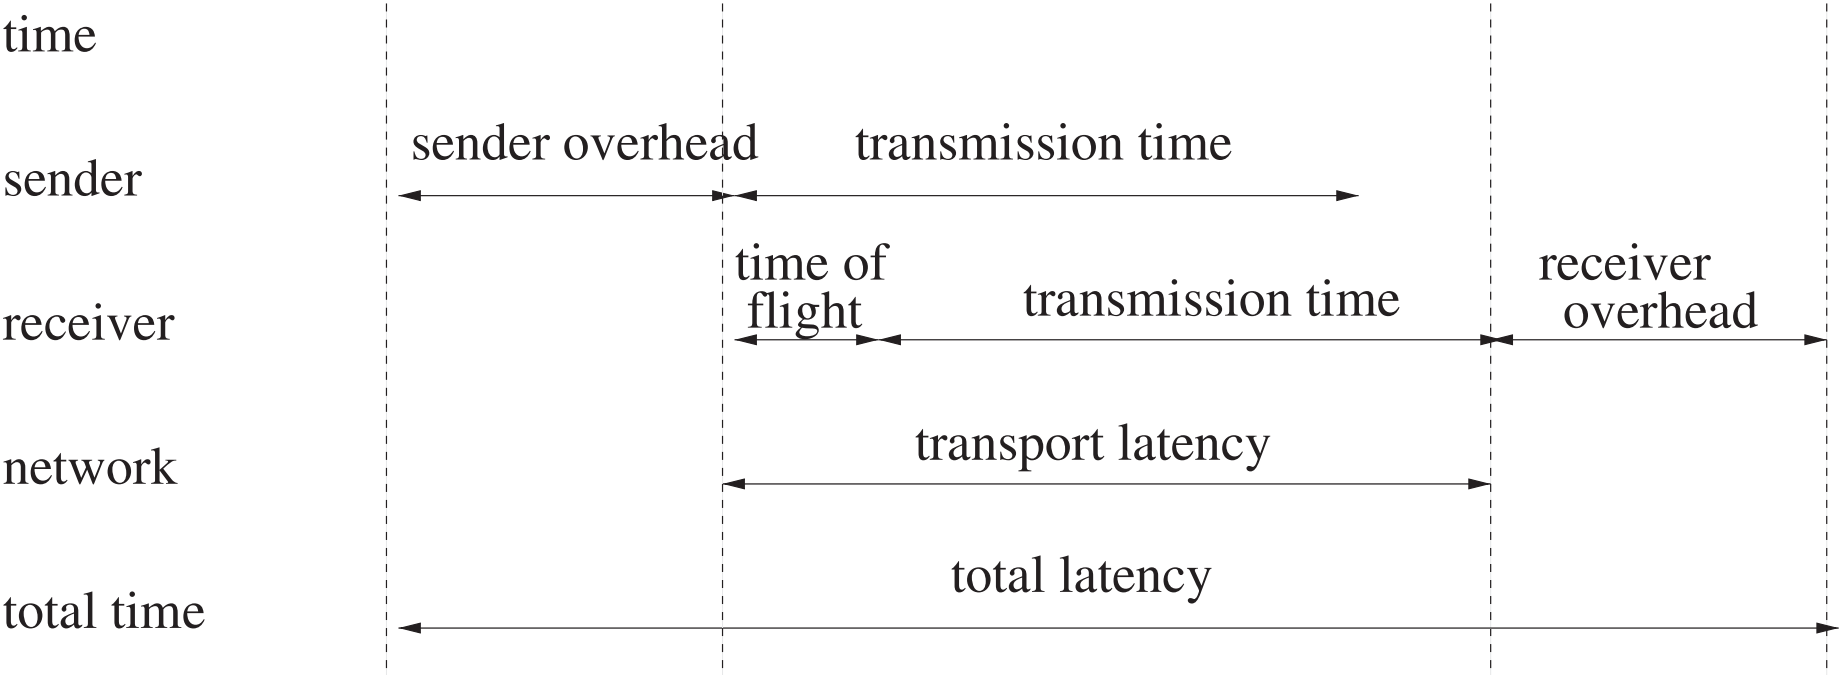 time
sender overhead
transmission time
sender
time of
flight
transmission time
receiver
overhead
receiver
transport latency
network
total latency
total time